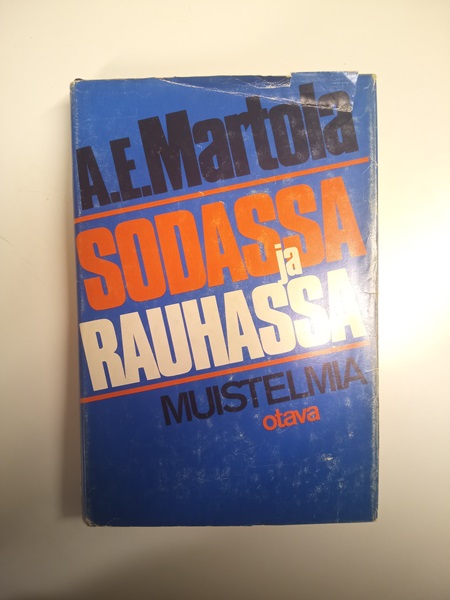 A.E. Martola
SODASSA
ja
RAUHASSA
MUISTELMIA
otava